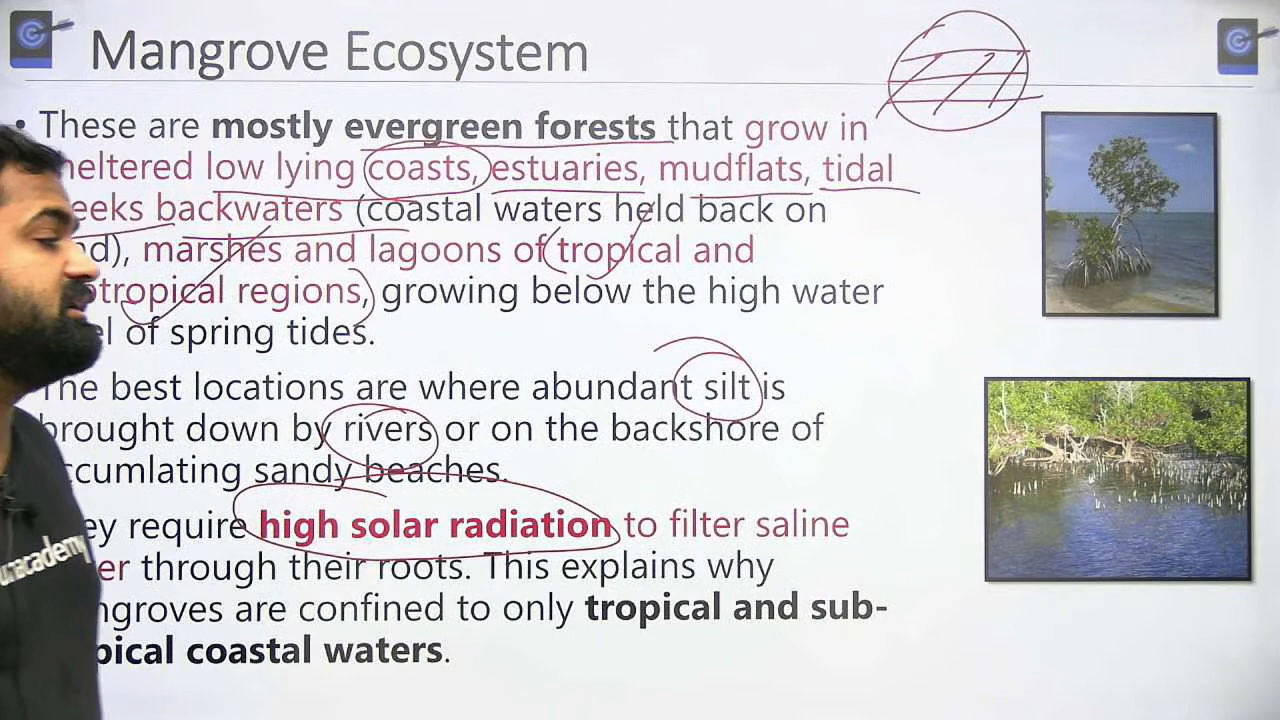 Mangrove Ecosystem
• These are mostly evergreen forests that grow in
heltered low lying coasts, estuaries, mudflats, tidal
eeks backwaters (coastal waters held back on
nd), marshes and lagoons of tropical and
otropical regions, growing below the high water
el of spring tides.
The best locations are where abundant silt is
brought down by rivers or on the backshore of
ccumlating sandy beaches.
ey require high solar radiation to filter saline
er through their roots. This explains why
ngroves are confined to only tropical and sub-
pical coastal waters.
unacademy